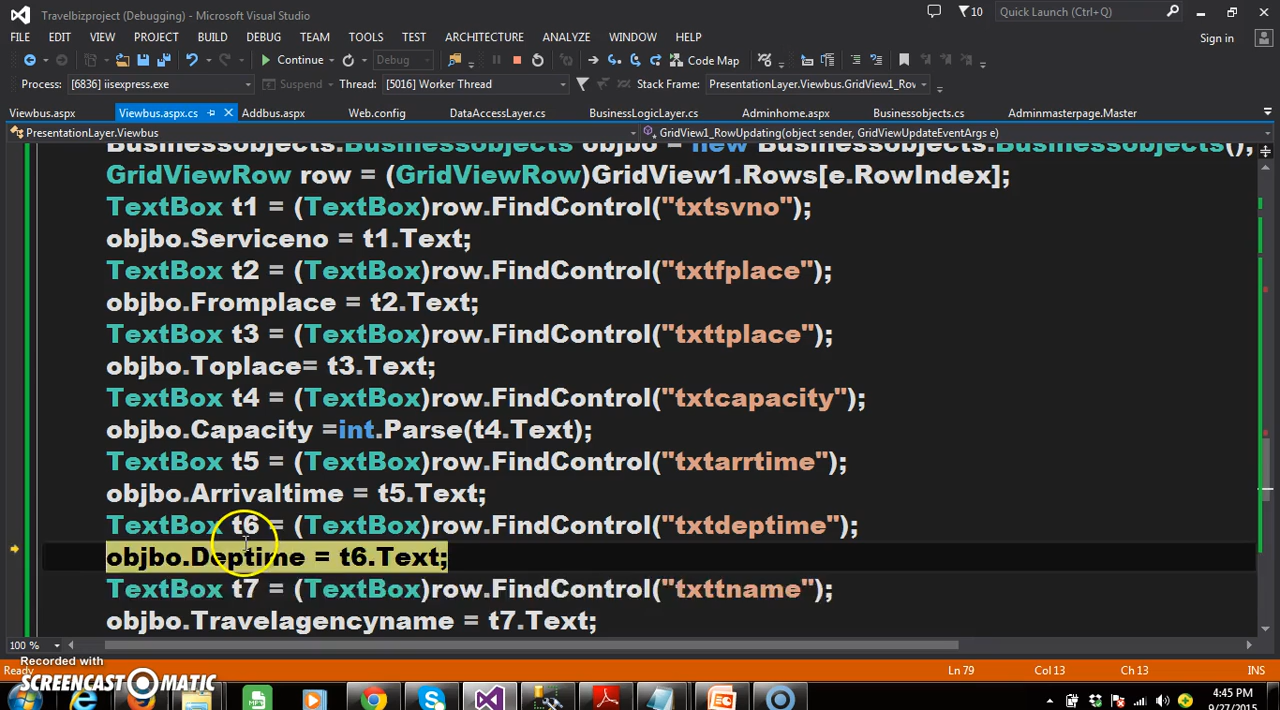 Travelbizproject (Debugging) - Microsoft Visual Studio
10
Quick Launch (Ctrl+Q)
FILE EDIT VIEW PROJECT BUILD DEBUG TEAM TOOLS TEST ARCHITECTURE ANALYZE WINDOW HELP
Sign in
Continue Debug Code Map
Process: [6836] iisexpress.exe Suspend Thread: [5016] Worker Thread Stack Frame: PresentationLayer.Viewbus.GridView1_Rov
Viewbus.aspx Viewbus.aspx.cs Addbus.aspx Web.config DataAccessLayer.cs BusinessLogicLayer.cs Adminhome.aspx Businessobjects.cs Adminmasterpage.Master
PresentationLayer.Viewbus GridView1_RowUpdating(object sender, GridViewUpdateEventArgs e)
Businessobjects.Businessobjects objbo = new Businessobjects.Businessobjects();
GridViewRow row = (GridViewRow)GridView1.Rows[e.RowIndex];
TextBox t1 = (TextBox)row.FindControl("txtsvno");
objbo.Serviceno = t1.Text;
TextBox t2 = (TextBox)row.FindControl("txtfplace");
objbo.Fromplace = t2.Text;
TextBox t3 = (TextBox)row.FindControl("txttplace");
objbo.Toplace= t3.Text;
TextBox t4 = (TextBox)row.FindControl("txtcapacity");
objbo.Capacity =int.Parse(t4.Text);
TextBox t5 = (TextBox)row.FindControl("txtarrtime");
objbo.Arrivaltime = t5.Text;
TextBox t6 = (TextBox)row.FindControl("txtdeptime");
objbo.Deptime = t6.Text;
TextBox t7 = (TextBox)row.FindControl("txttname");
objbo.Travelagencyname = t7.Text;
100 %
Recorded with
Ready Ln 79 Col 13 Ch 13 INS
SCREENCAST MATIC
4:45 PM
9/27/2015